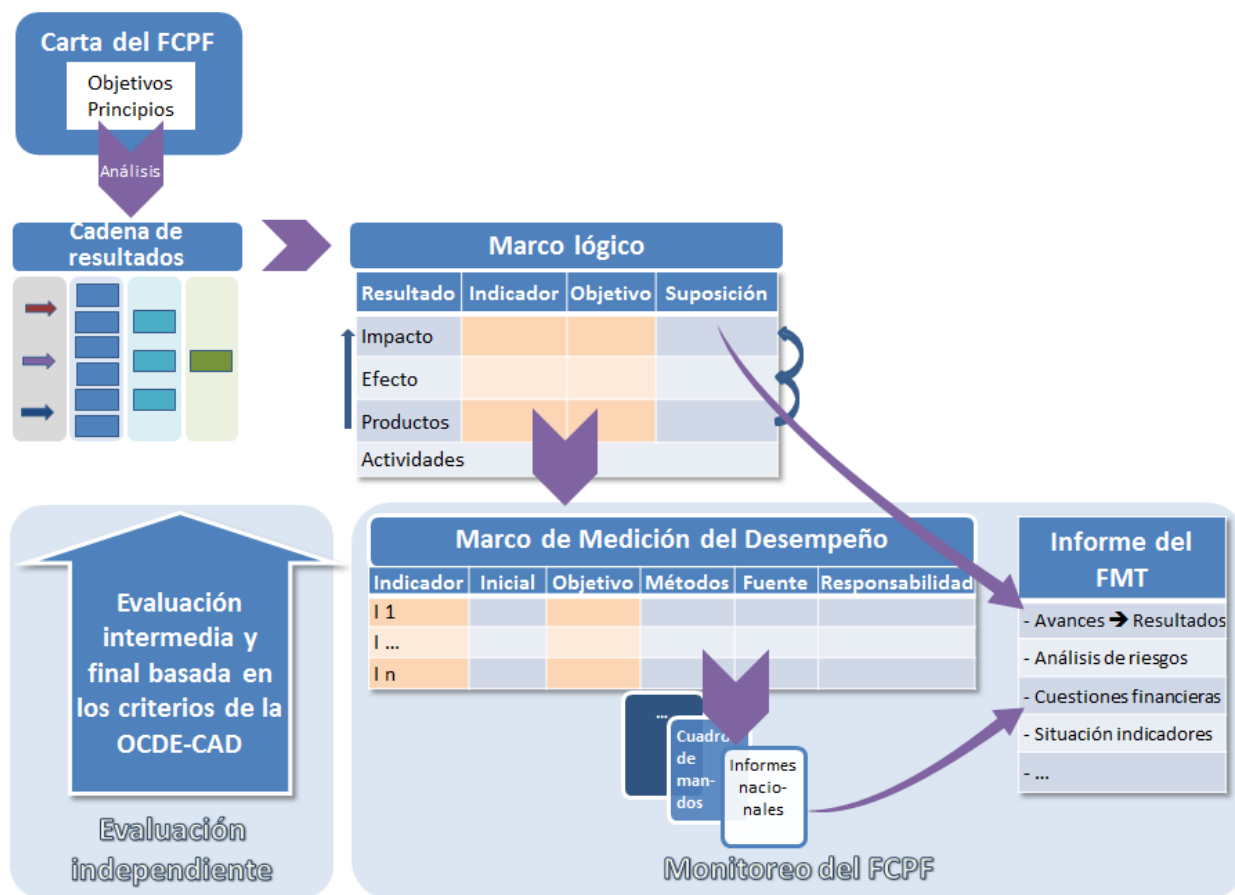 Carta del FCPF
Objetivos
Principios
Análisis
Cadena de
resultados
Marco lógico
Resultado Indicador Objetivo Suposición
Impacto
Efecto
Productos
Actividades
Evaluación
intermedia y
final basada en
los criterios de la
OCDE-CAD
Evaluación
independiente
Marco de Medición del Desempeño
Indicador Inicial Objetivo Métodos Fuente Responsabilidad
I 1
I ...
I n
...
Cuadro
de
man-
dos
Informes
nacio-
nales
Informe del
FMT
- Avances ➔ Resultados
- Análisis de riesgos
- Cuestiones financieras
- Situación indicadores
- ...
Monitoreo del FCPF